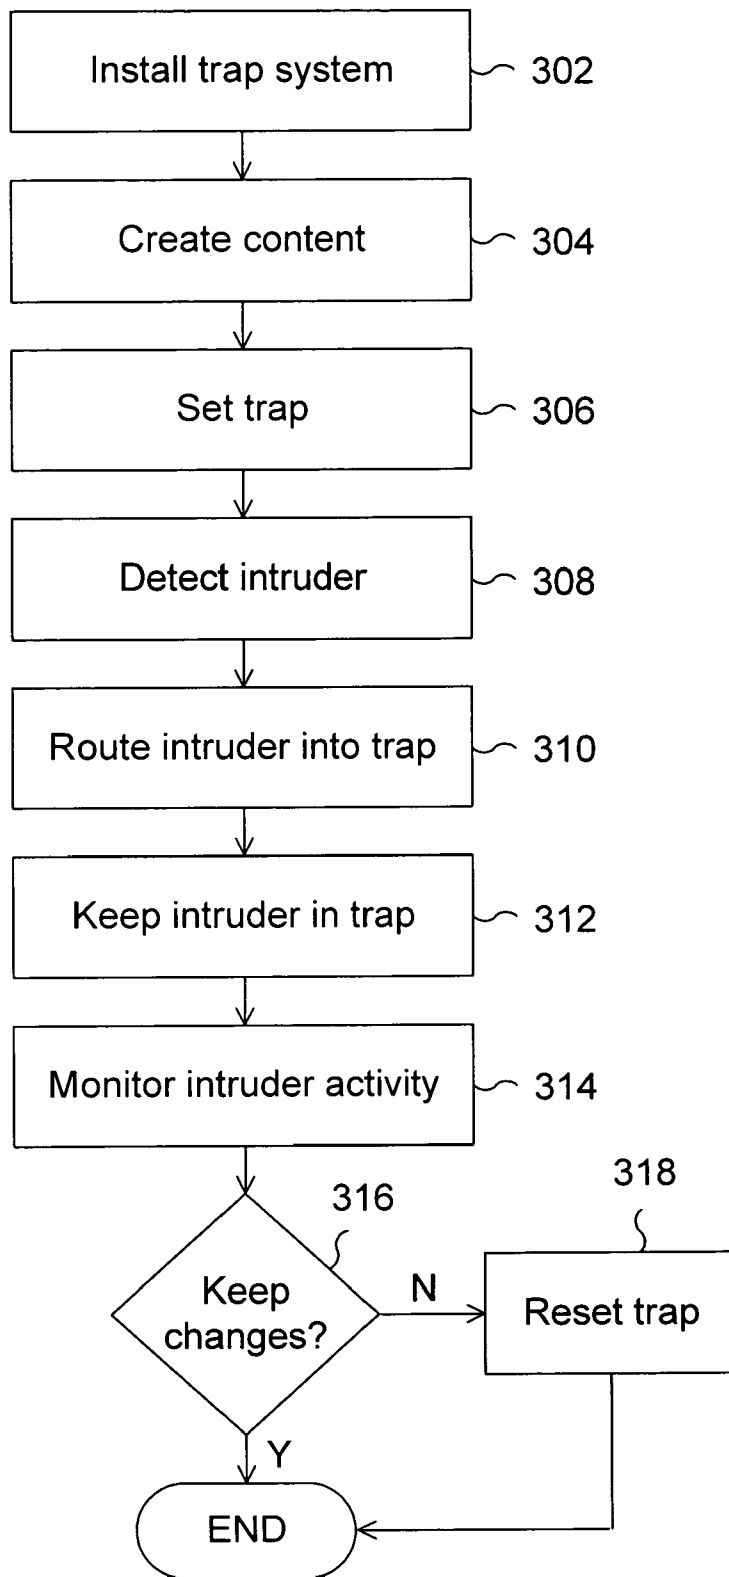 Install trap system
302
Create content
304
Set trap
306
Detect intruder
308
Route intruder into trap
310
Keep intruder in trap
312
Monitor intruder activity
314
316
318
Keep
changes?
N
Reset trap
Y
END